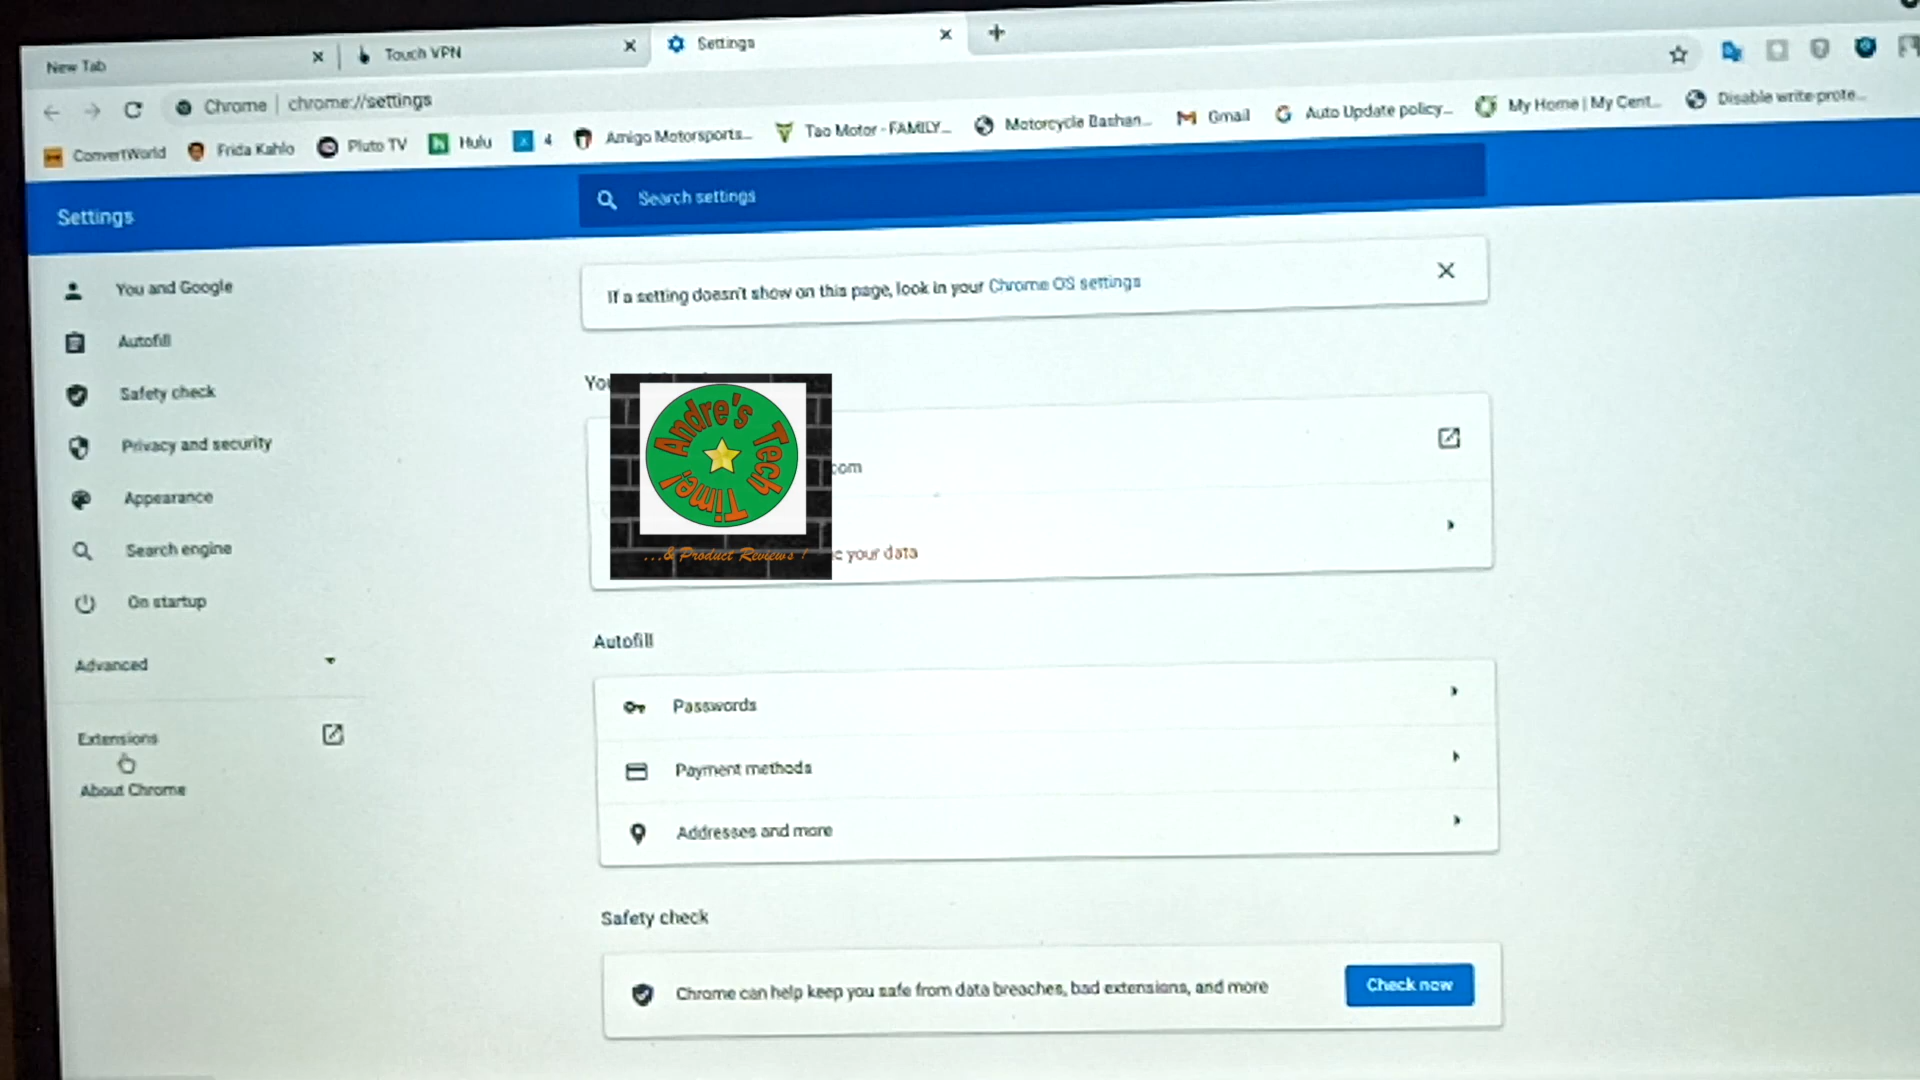 New Tab
Touch VPN
Settings
Chrome | chrome://settings
ConvertWorld
Frida Kahlo
Pluto TV
Hulu
4
Amigo Motorsports...
Tao Motor - FAMILY...
Motorcycle Bashan...
Gmail
Auto Update policy...
My Home | My Cent...
Disable write prote...
Settings
Search settings
You and Google
Autofill
Safety check
Privacy and security
Appearance
Search engine
On startup
Advanced
Extensions
About Chrome
If a setting doesn't show on this page, look in your Chrome OS settings
Andre's Tech Time!
...& Product Reviews !
.com
your data
Autofill
Passwords
Payment methods
Addresses and more
Safety check
Chrome can help keep you safe from data breaches, bad extensions, and more
Check now